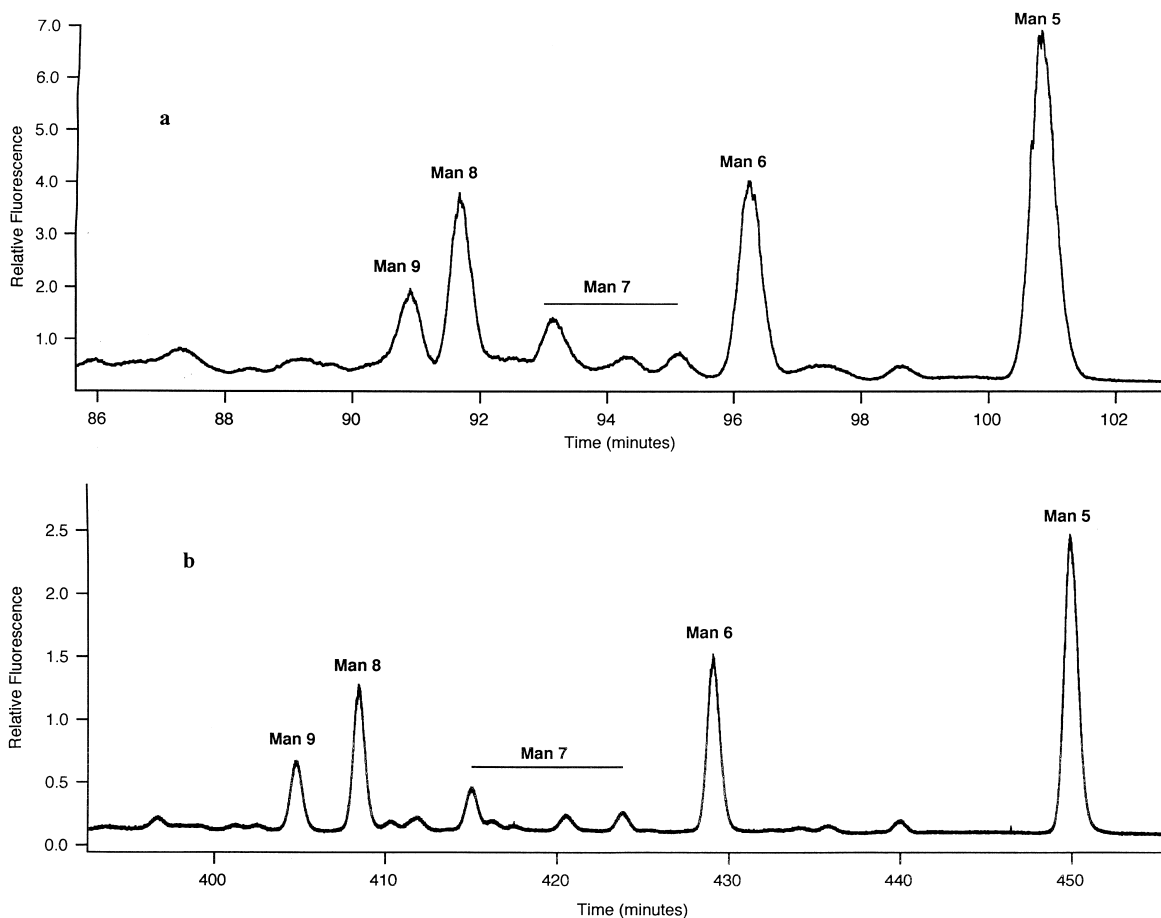 Man 5
7.0
6.0
a
5.0
Man 6
Man 8
4.0
3.0
Man 9
Man 7
2.0
1.0
Relative Fluorescence
86 88 90 92 94 96 98 100 102
Time (minutes)
Man 5
2.5
b
2.0
Man 6
Man 8
1.5
Man 9
1.0
Man 7
0.5
0.0
Relative Fluorescence
400 410 420 430 440 450
Time (minutes)